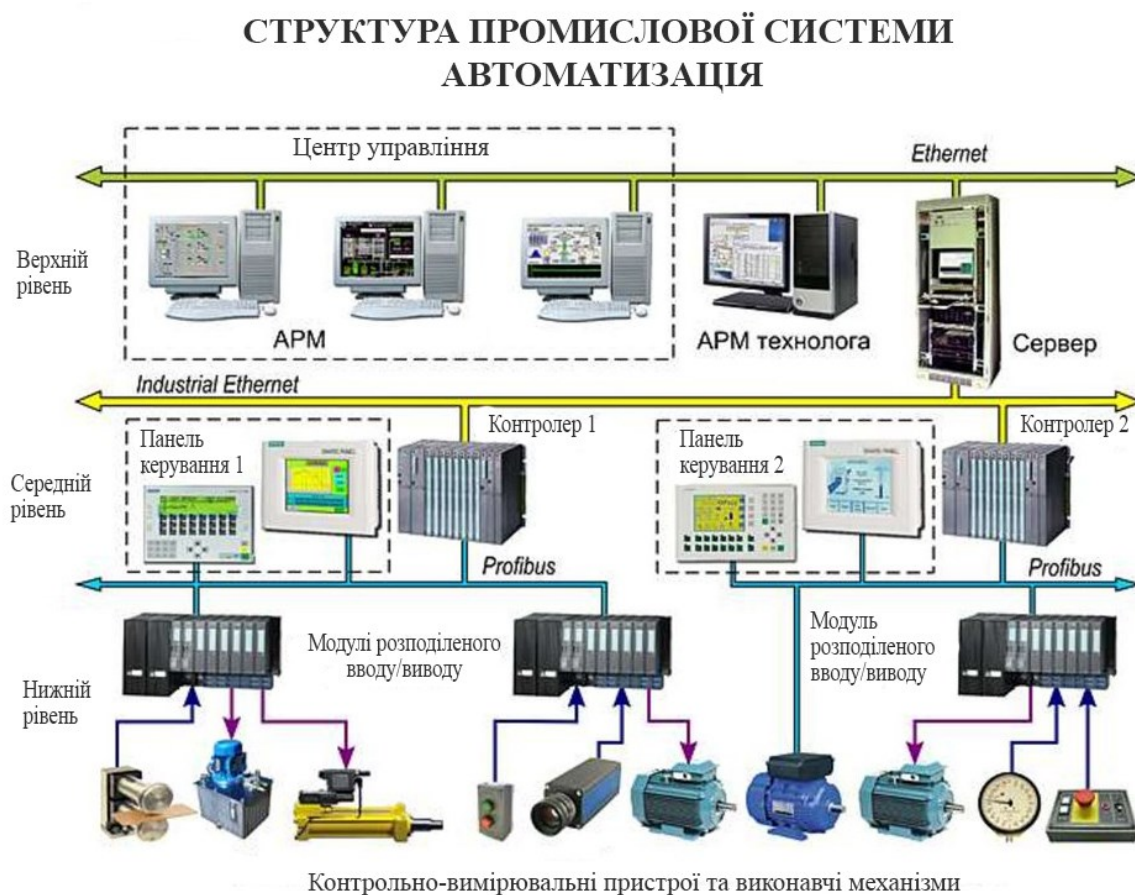 СТРУКТУРА ПРОМИСЛОВОЇ СИСТЕМИ
АВТОМАТИЗАЦІЯ
Центр управління
Ethernet
Верхній
рівень
АРМ
АРМ технолога
Сервер
Industrial Ethernet
Панель
керування 1
Контролер 1
Панель
керування 2
Контролер 2
Середній
рівень
Profibus
Profibus
Модулі розподіленого
вводу/виводу
Модуль
розподіленого
вводу/виводу
Нижній
рівень
Контрольно-вимірювальні пристрої та виконавчі механізми